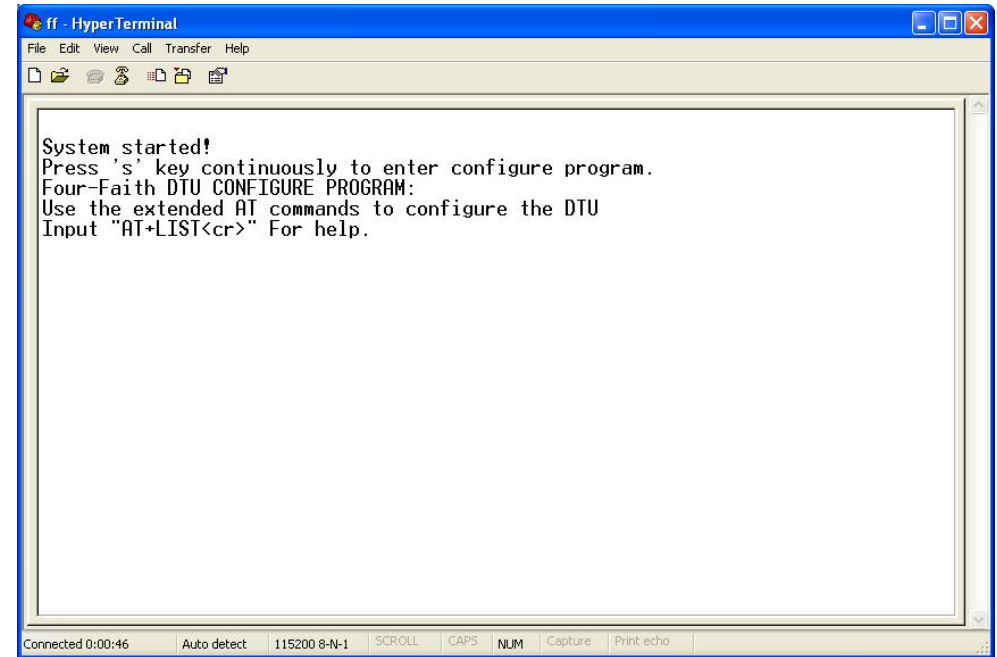 ff - HyperTerminal
File Edit View Call Transfer Help
System started!
Press 's' key continuously to enter configure program.
Four-Faith DTU CONFIGURE PROGRAM:
Use the extended AT commands to configure the DTU
Input "AT+LIST<cr>" For help.
Connected 0:00:46 Auto detect 115200 8-N-1 SCROLL CAPS NUM Capture Print echo